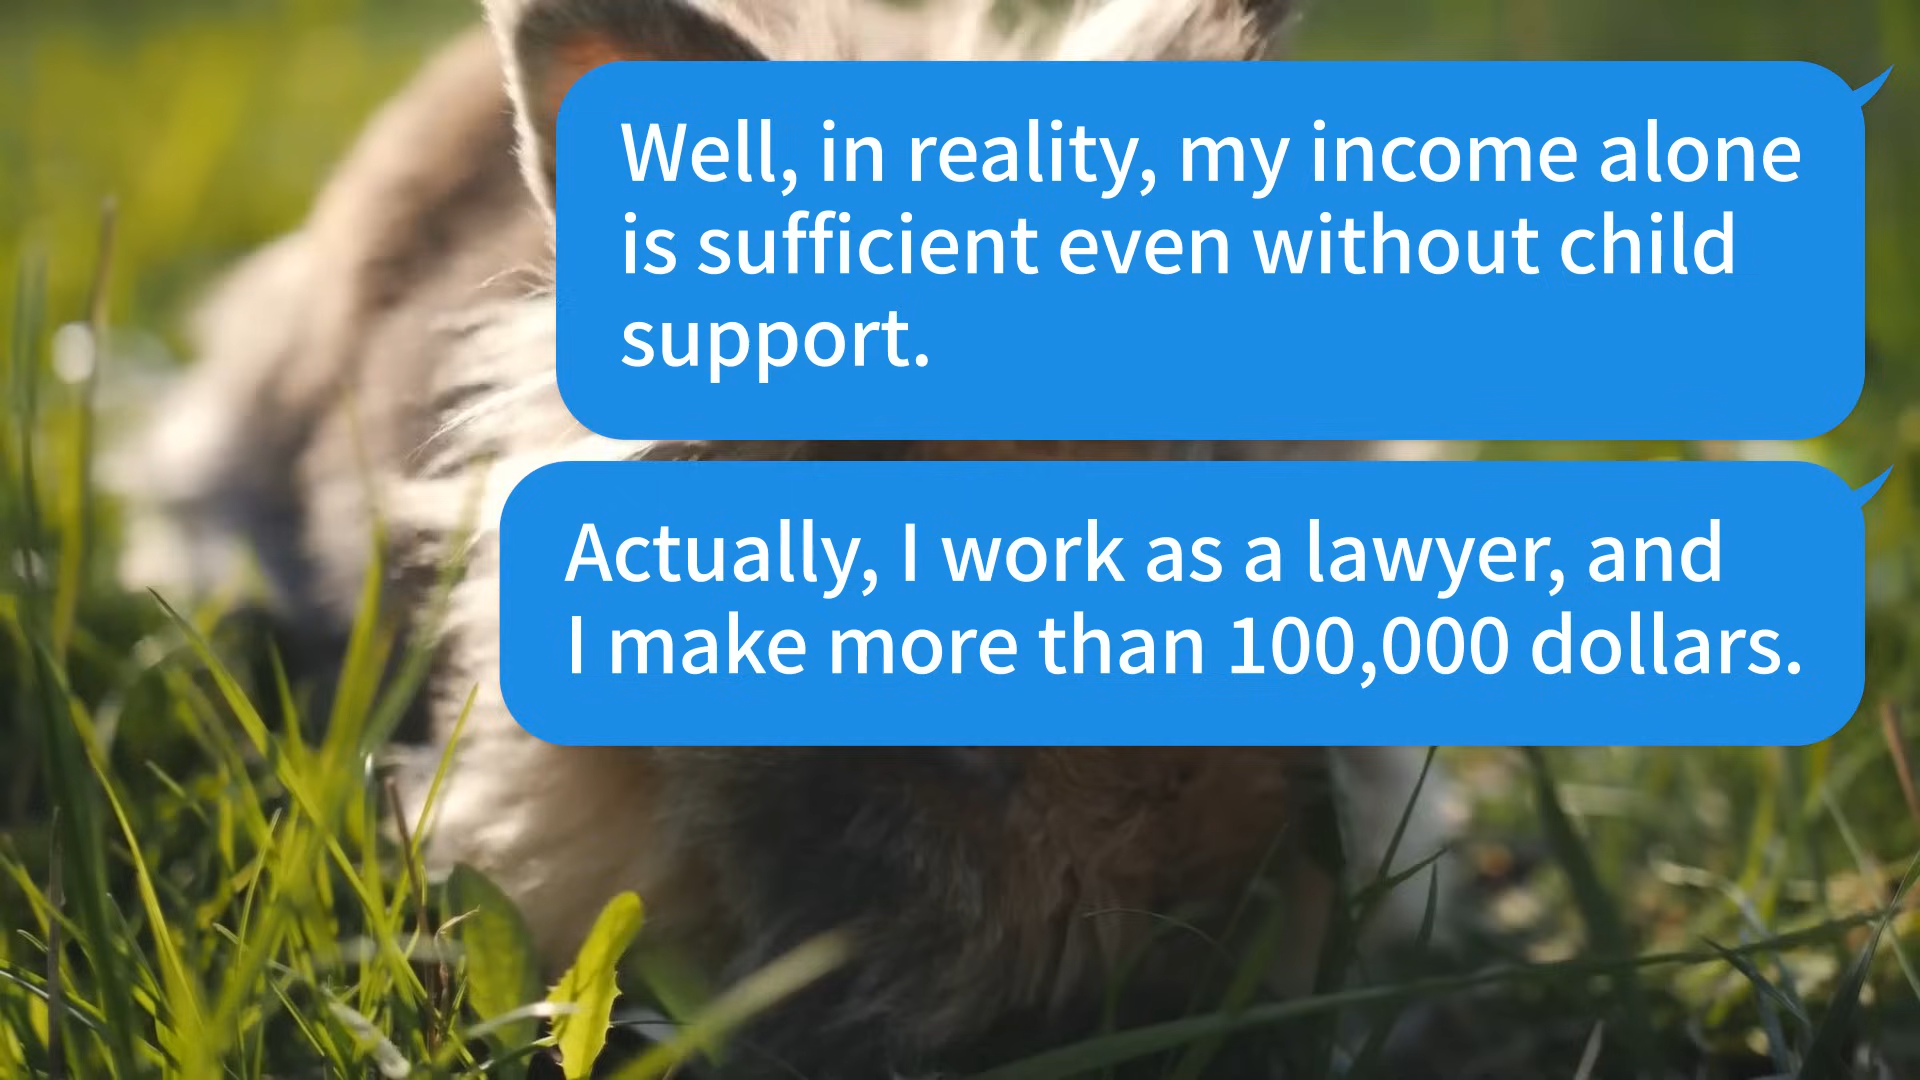 Well, in reality, my income alone
is sufficient even without child
support.
Actually, I work as a lawyer, and
I make more than 100,000 dollars.